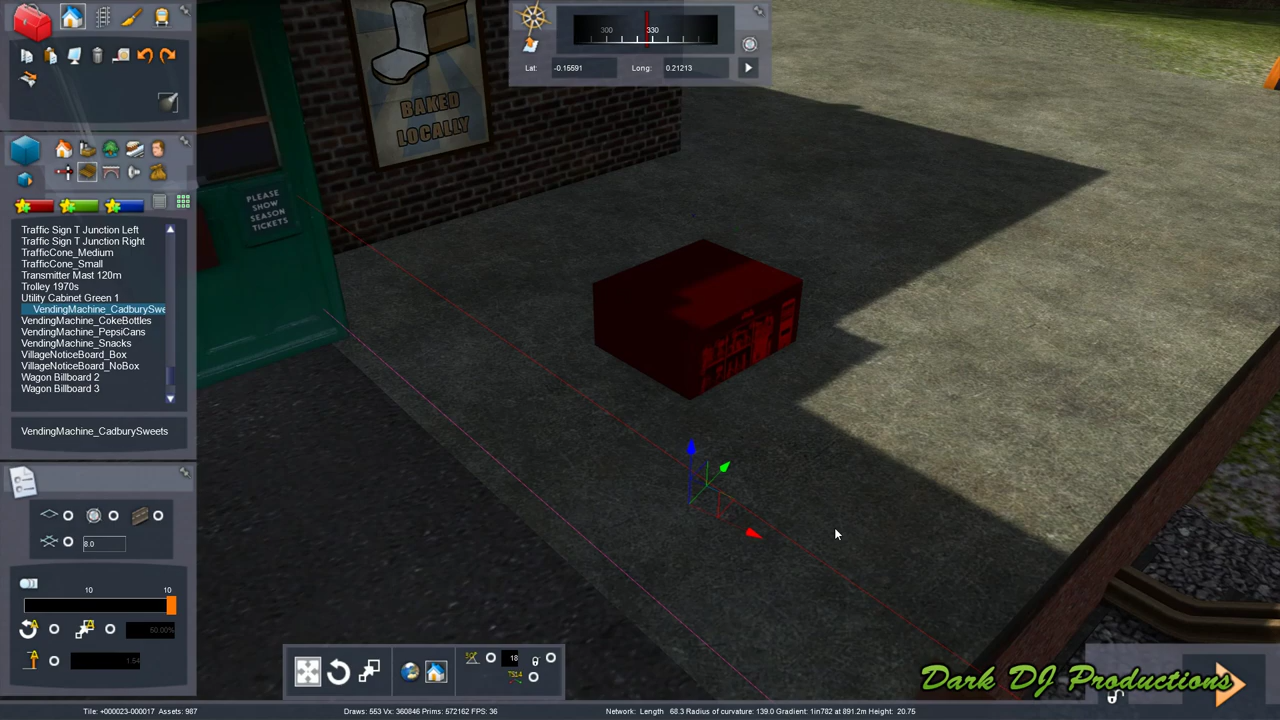 300 330
Lat: -0.15591 Long: 0.21213
BAKED
LOCALLY
PLEASE
SHOW
SEASON
TICKETS
Traffic Sign T Junction Left
Traffic Sign T Junction Right
TrafficCone_Medium
TrafficCone_Small
Transmitter Mast 120m
Trolley 1970s
Utility Cabinet Green 1
VendingMachine_CadburySwe
VendingMachine_CokeBottles
VendingMachine_PepsiCans
VendingMachine_Snacks
VillageNoticeBoard_Box
VillageNoticeBoard_NoBox
Wagon Billboard 2
Wagon Billboard 3
VendingMachine_CadburySweets
8.0
10 10
50.00%
1.54
18
Dark DJ Productions
Tile: +000023-000017 Assets: 987
Draws: 553 Vx: 360846 Prims: 572162 FPS: 36
Network: Length 68.3 Radius of curvature: 139.0 Gradient: 1in782 at 891.2m Height: 20.75